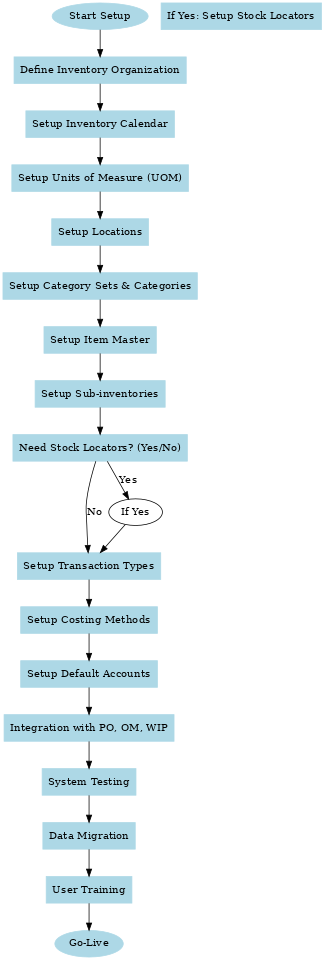 Start Setup
If Yes: Setup Stock Locators
Define Inventory Organization
Setup Inventory Calendar
Setup Units of Measure (UOM)
Setup Locations
Setup Category Sets & Categories
Setup Item Master
Setup Sub-inventories
Need Stock Locators? (Yes/No)
Yes
No
If Yes
Setup Transaction Types
Setup Costing Methods
Setup Default Accounts
Integration with PO, OM, WIP
System Testing
Data Migration
User Training
Go-Live